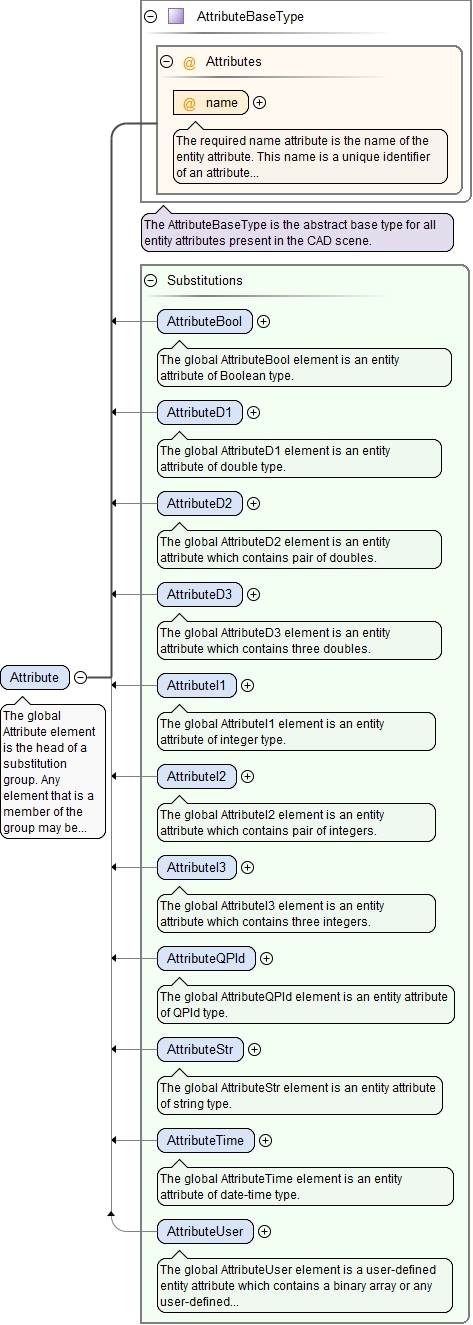 AttributeBaseType
@ Attributes
@ name
The required name attribute is the name of the
entity attribute. This name is a unique identifier
of an attribute...
The AttributeBaseType is the abstract base type for all
entity attributes present in the CAD scene.
Substitutions
AttributeBool
The global AttributeBool element is an entity
attribute of Boolean type.
AttributeD1
The global AttributeD1 element is an entity
attribute of double type.
AttributeD2
The global AttributeD2 element is an entity
attribute which contains pair of doubles.
AttributeD3
The global AttributeD3 element is an entity
attribute which contains three doubles.
Attribute
The global
Attribute element
is the head of a
substitution
group. Any
element that is a
member of the
group may be...
AttributeI1
The global AttributeI1 element is an entity
attribute of integer type.
AttributeI2
The global AttributeI2 element is an entity
attribute which contains pair of integers.
AttributeI3
The global AttributeI3 element is an entity
attribute which contains three integers.
AttributeQPId
The global AttributeQPId element is an entity attribute
of QPId type.
AttributeStr
The global AttributeStr element is an entity attribute
of string type.
AttributeTime
The global AttributeTime element is an entity
attribute of date-time type.
AttributeUser
The global AttributeUser element is a user-defined
entity attribute which contains a binary array or any
user-defined...